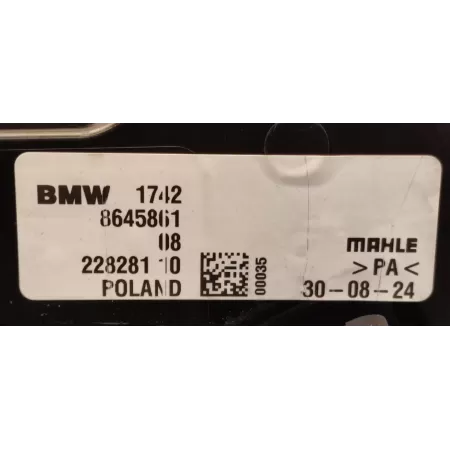 BMW 1742
8645861
08
228281 10
POLAND
00035
MAHLE
>PA<
30-08-24